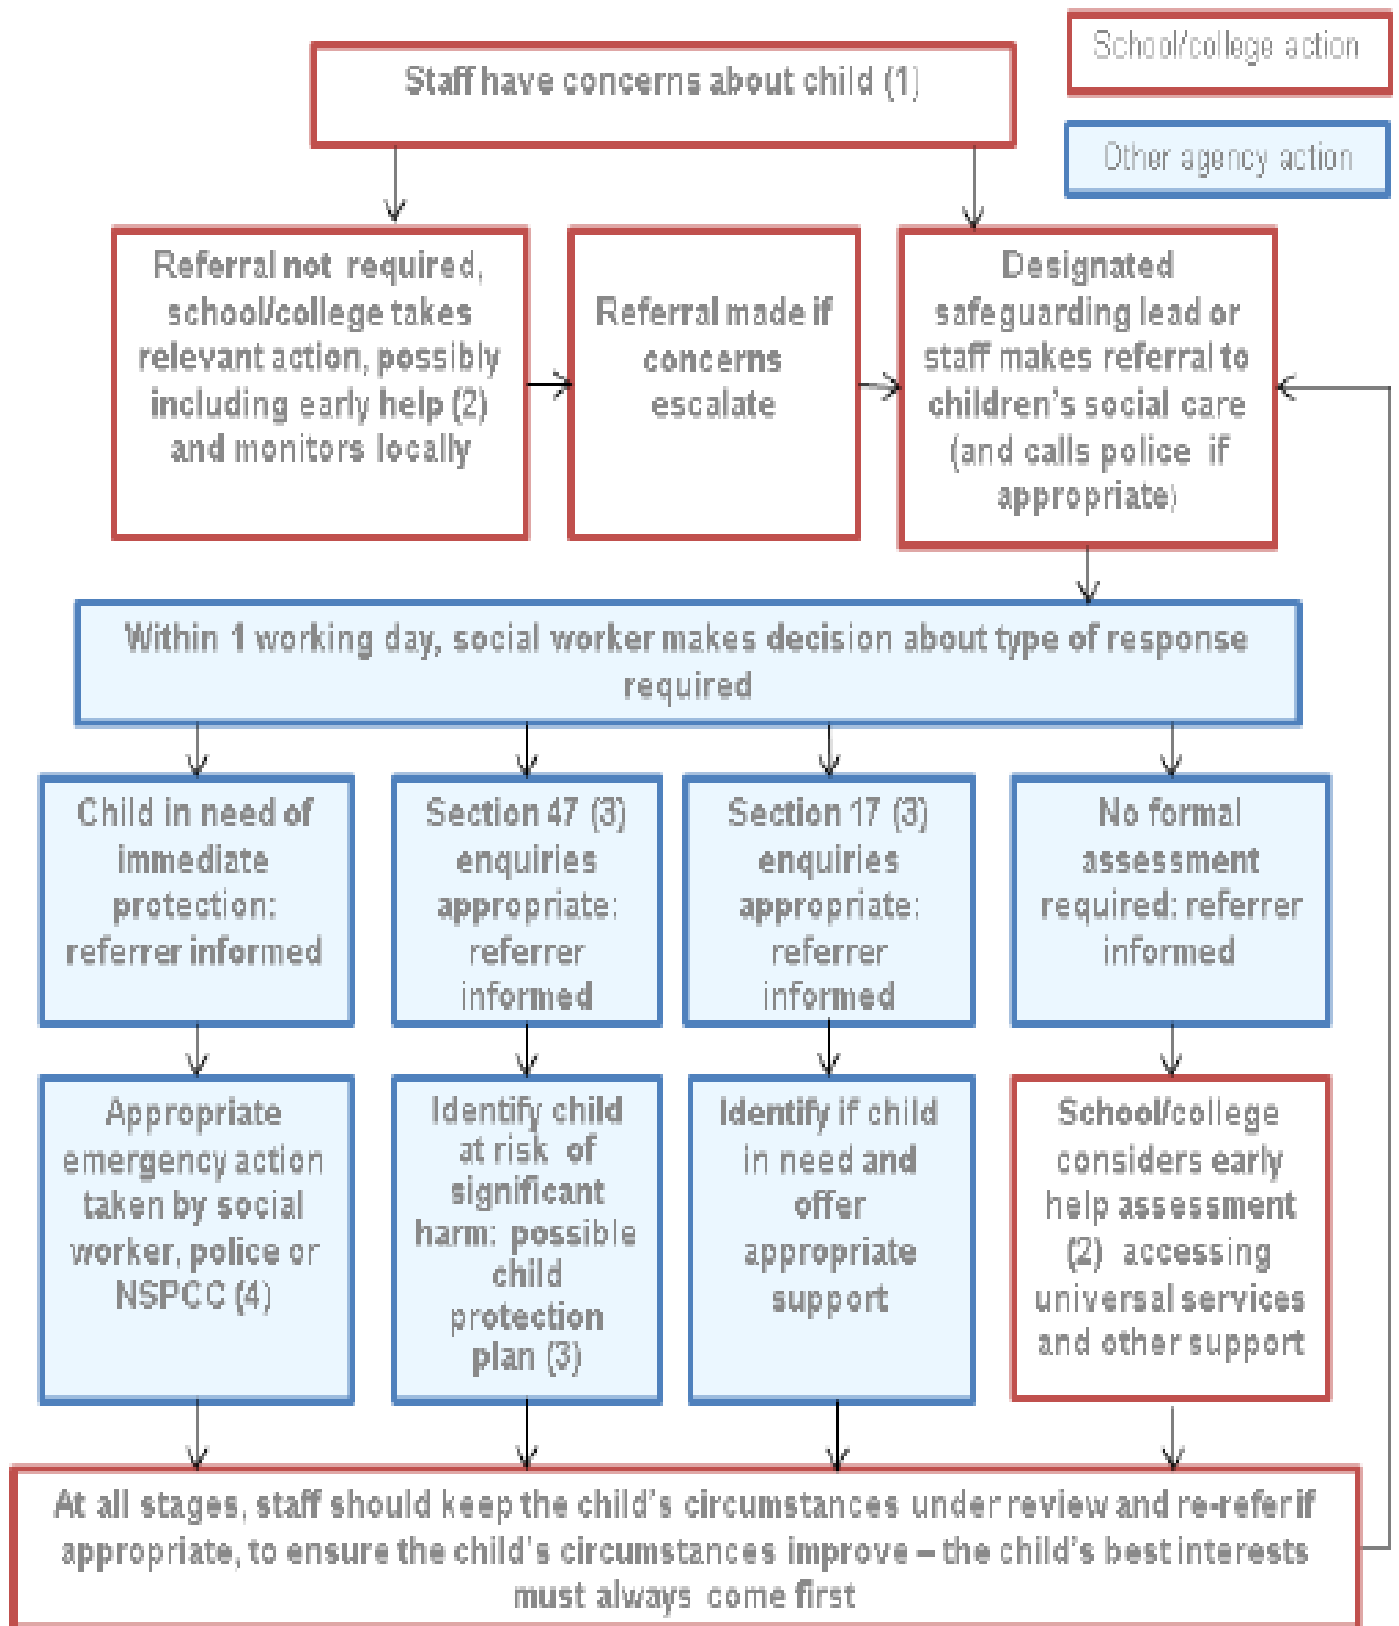 School/college action
Staff have concerns about child (1)
Other agency action
Referral not required,
school/college takes
relevant action, possibly
including early help (2)
and monitors locally
Referral made if
concerns
escalate
Designated
safeguarding lead or
staff makes referral to
children's social care
(and calls police if
appropriate)
Within 1 working day, social worker makes decision about type of response
required
Child in need of
immediate
protection:
referrer informed
Section 47 (3)
enquiries
appropriate:
referrer
informed
Section 17 (3)
enquiries
appropriate:
referrer
informed
No formal
assessment
required: referrer
informed
Appropriate
emergency action
taken by social
worker, police or
NSPCC (4)
Identify child
at risk of
significant
harm: possible
child
protection
plan (3)
Identify if child
in need and
offer
appropriate
support
School/college
considers early
help assessment
(2) accessing
universal services
and other support
At all stages, staff should keep the child's circumstances under review and re-refer if
appropriate, to ensure the child's circumstances improve – the child's best interests
must always come first